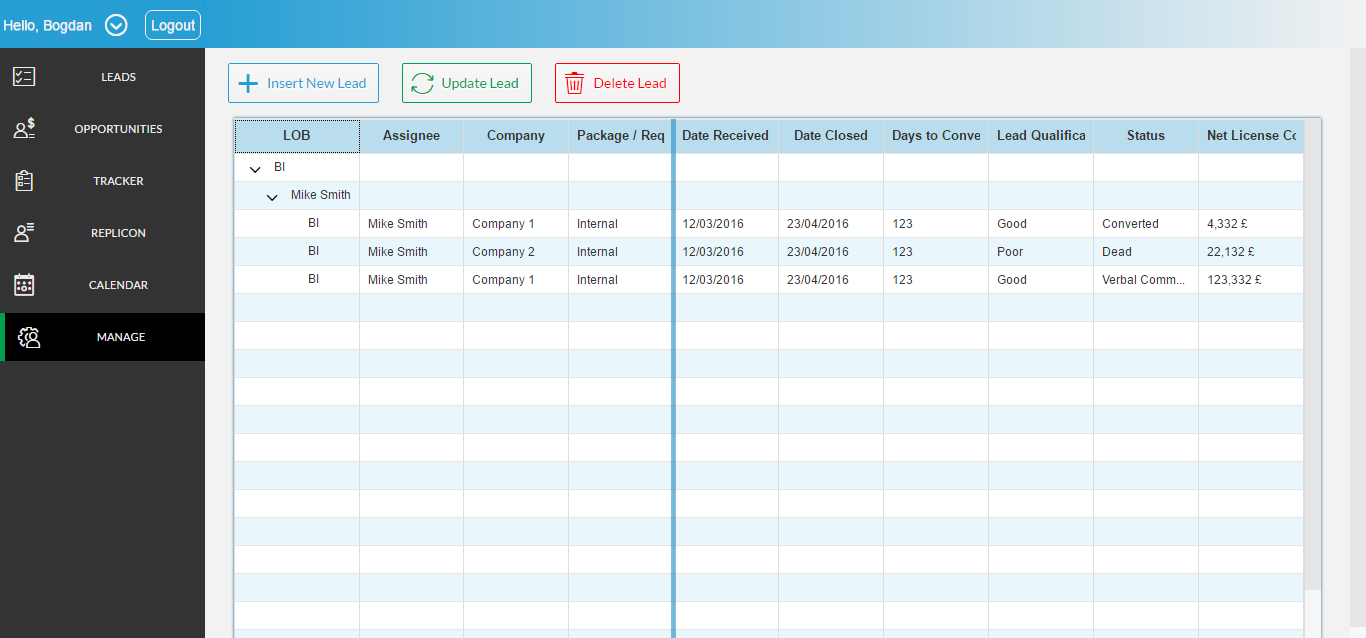 Hello, Bogdan Logout
LEADS
OPPORTUNITIES
TRACKER
REPLICON
CALENDAR
MANAGE
Insert New Lead Update Lead Delete Lead
LOB Assignee Company Package / Req Date Received Date Closed Days to Conve Lead Qualifica Status Net License Co
BI
Mike Smith
BI Mike Smith Company 1 Internal 12/03/2016 23/04/2016 123 Good Converted 4,332 £
BI Mike Smith Company 2 Internal 12/03/2016 23/04/2016 123 Poor Dead 22,132 £
BI Mike Smith Company 1 Internal 12/03/2016 23/04/2016 123 Good Verbal Comm... 123,332 £